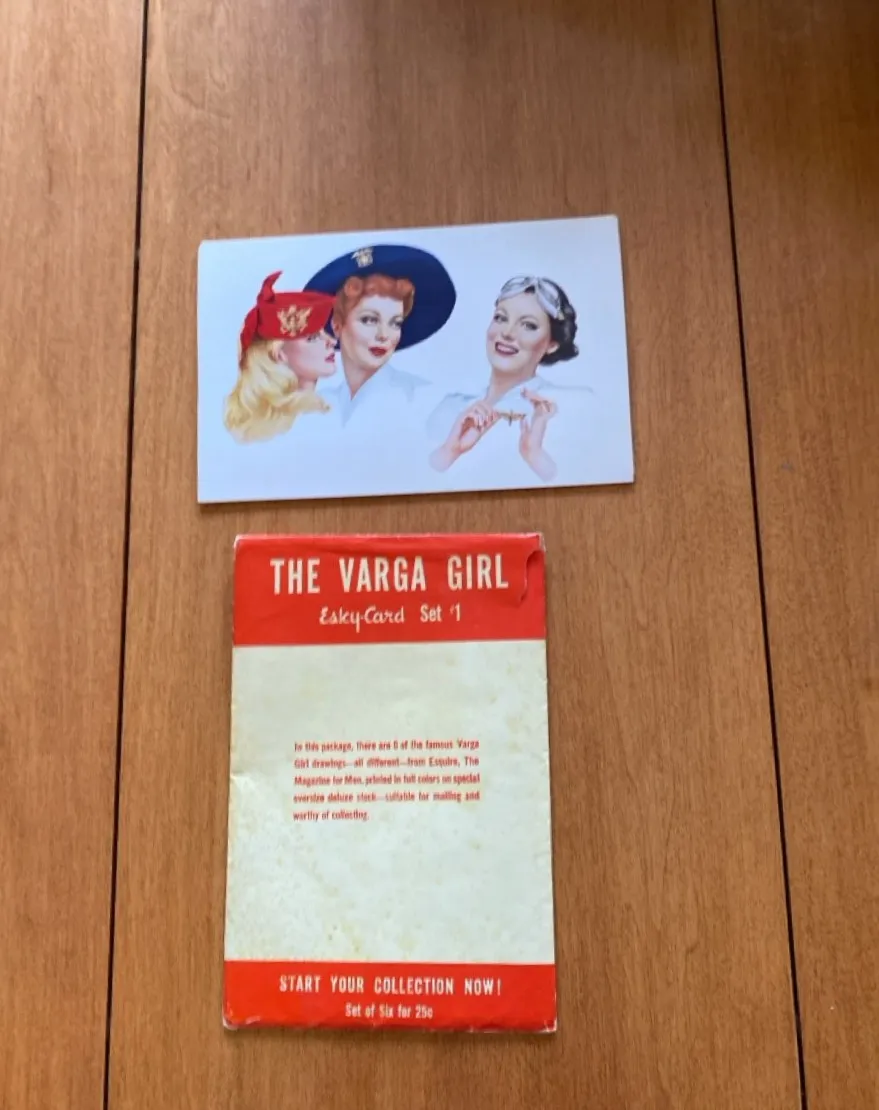 THE VARGA GIRL
Esky-Card Set #1
In this package, there are 6 of the famous Varga
Girl drawings—all different—from Esquire, The
Magazine for Men, printed in full colors on special
oversize deluxe stock—suitable for mailing and
worthy of collecting.
START YOUR COLLECTION NOW!
Set of Six for 25c